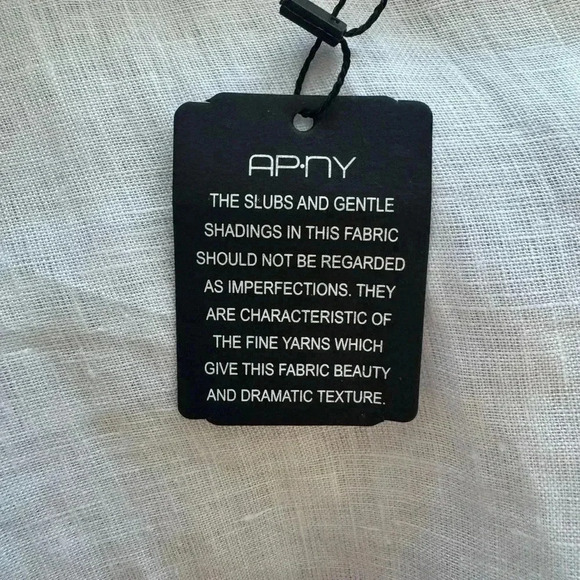 AP·NY
THE SLUBS AND GENTLE
SHADINGS IN THIS FABRIC
SHOULD NOT BE REGARDED
AS IMPERFECTIONS. THEY
ARE CHARACTERISTIC OF
THE FINE YARNS WHICH
GIVE THIS FABRIC BEAUTY
AND DRAMATIC TEXTURE.